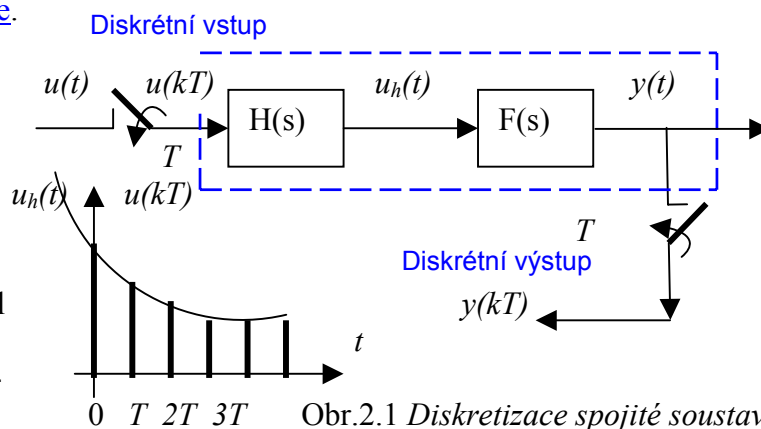 e.
Diskrétní vstup
u(t) u(kT) u_h(t) y(t)
H(s) F(s)
T
u_h(t) u(kT)
T
Diskrétní výstup
y(kT)
t
.
0 T 2T 3T Obr.2.1 Diskretizace spojité soustav